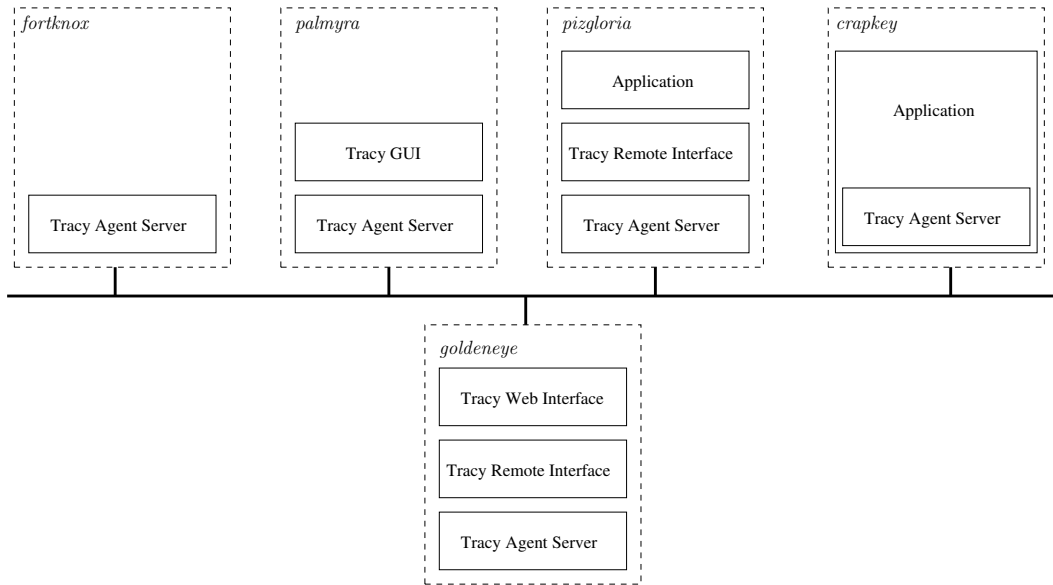 fortknox
Tracy Agent Server
palmyra
Tracy GUI
Tracy Agent Server
pizgloria
Application
Tracy Remote Interface
Tracy Agent Server
crapkey
Application
Tracy Agent Server
goldeneye
Tracy Web Interface
Tracy Remote Interface
Tracy Agent Server